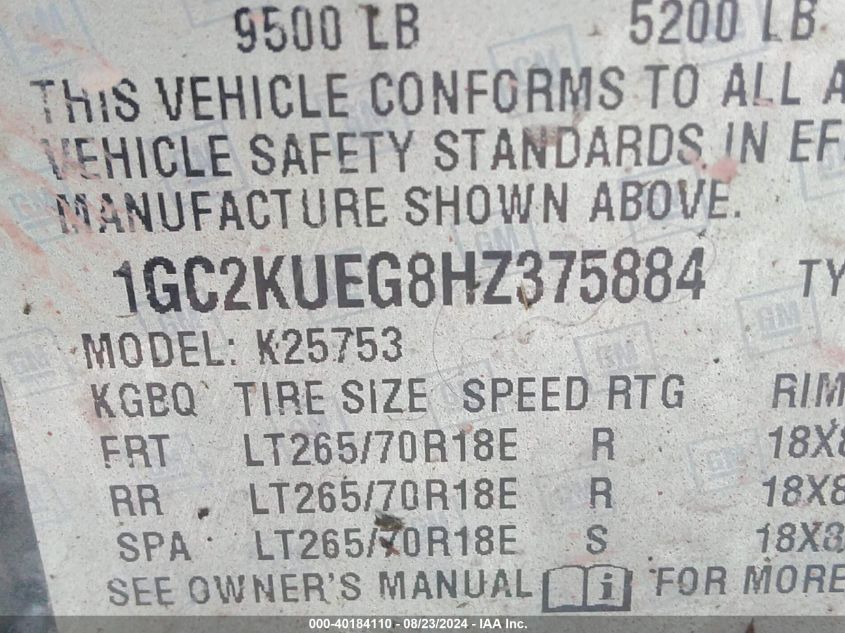 9500 LB 5200 LB
THIS VEHICLE CONFORMS TO ALL A
VEHICLE SAFETY STANDARDS IN EF
MANUFACTURE SHOWN ABOVE.
1GC2KUEG8HZ375884 TY
MODEL: K25753
KGBQ TIRE SIZE SPEED RTG RIM
FRT LT265/70R18E R 18X8
RR LT265/70R18E R 18X8
SPA LT265/70R18E S 18X8
SEE OWNER'S MANUAL i FOR MORE
000-40184110 - 08/23/2024 - IAA Inc.